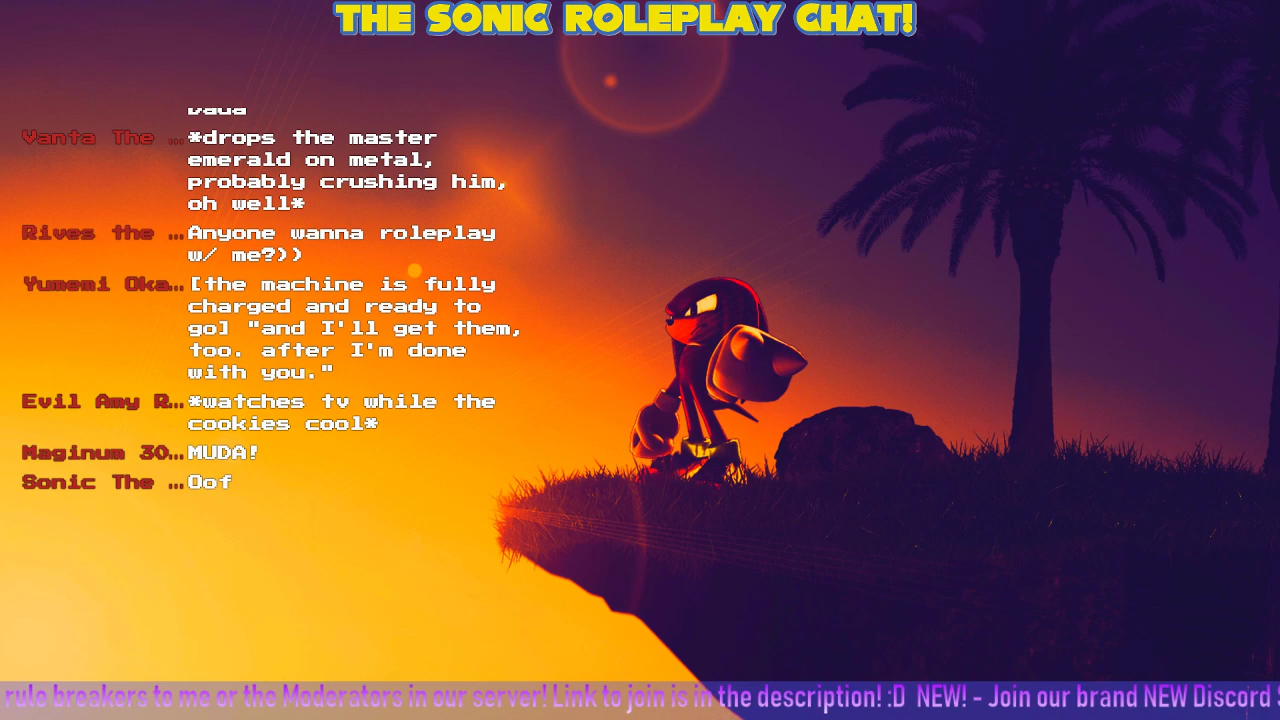 THE SONIC ROLEPLAY CHAT!
Vanta The ... *drops the master
emerald on metal,
probably crushing him,
oh well*
Rives the ... Anyone wanna roleplay
w/ me?))
Yumemi Oka... [the machine is fully
charged and ready to
go] "and I'll get them,
too. after I'm done
with you."
Evil Amy R... *watches tv while the
cookies cool*
Maginum 30... MUDA!
Sonic The ... Oof
rule breakers to me or the Moderators in our server! Link to join is in the description! :D NEW! - Join our brand NEW Discord